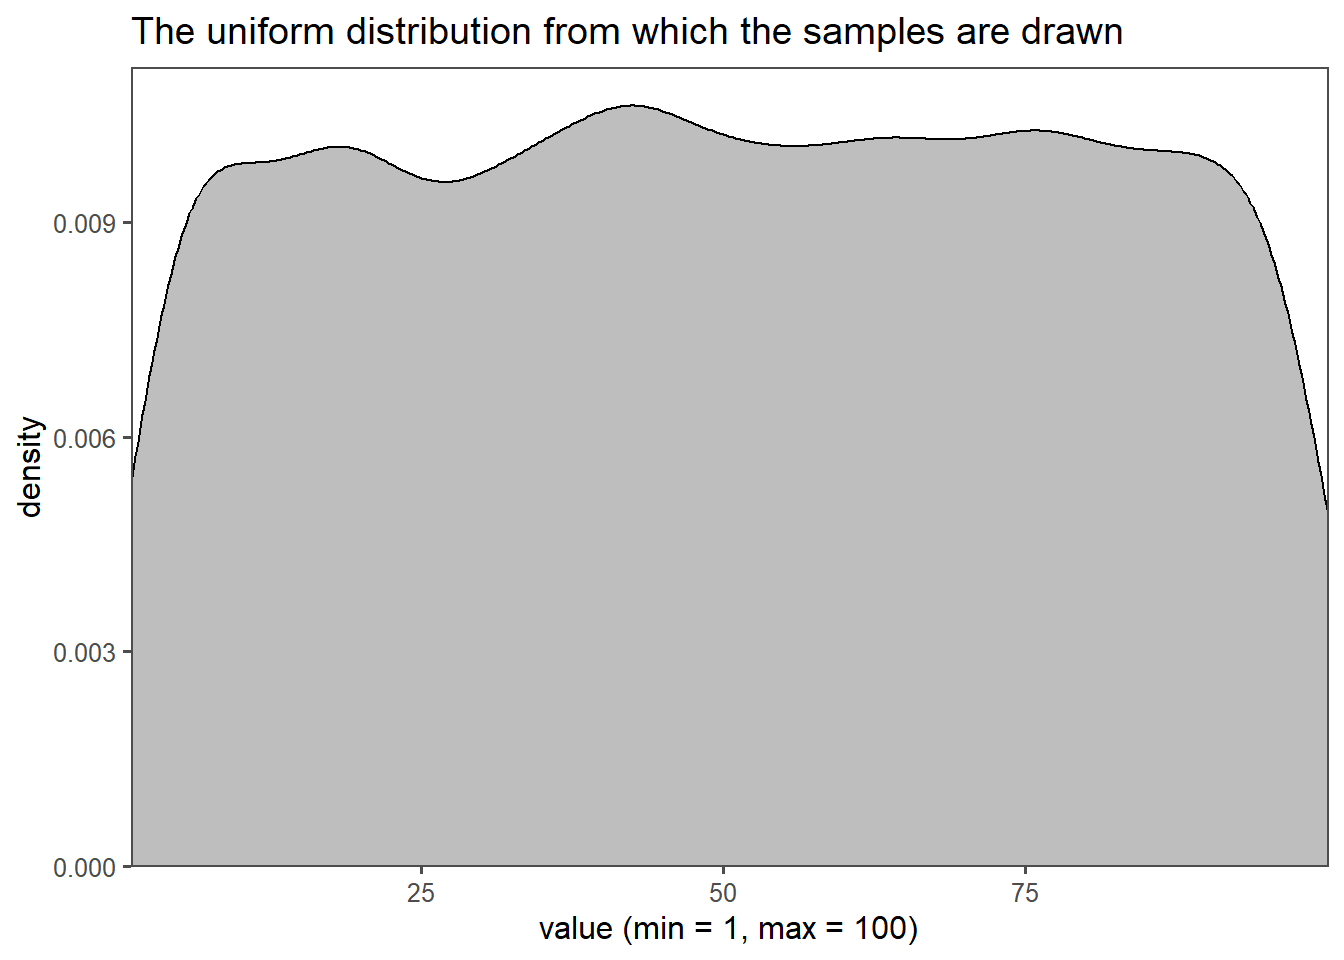 The uniform distribution from which the samples are drawn
density
0.009
0.006
0.003
0.000
25 50 75
value (min = 1, max = 100)